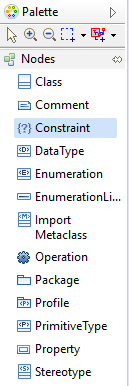 Palette
Nodes
Class
Comment
{?} Constraint
DataType
Enumeration
EnumerationLi...
Import
Metaclass
Operation
Package
Profile
PrimitiveType
Property
Stereotype